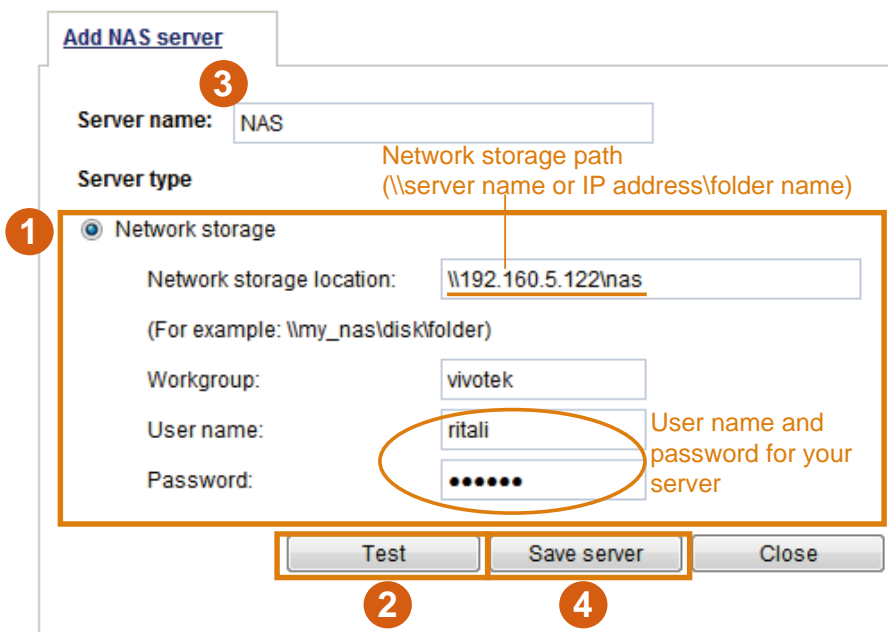 Add NAS server
3
Server name: NAS
Network storage path
(\\server name or IP address\folder name)
Server type
1
Network storage
Network storage location: \\192.160.5.122\nas
(For example: \\my_nas\disk\folder)
Workgroup: vivotek
User name: ritali
User name and
password for your
server
Password: ●●●●●●
Test Save server Close
2 4